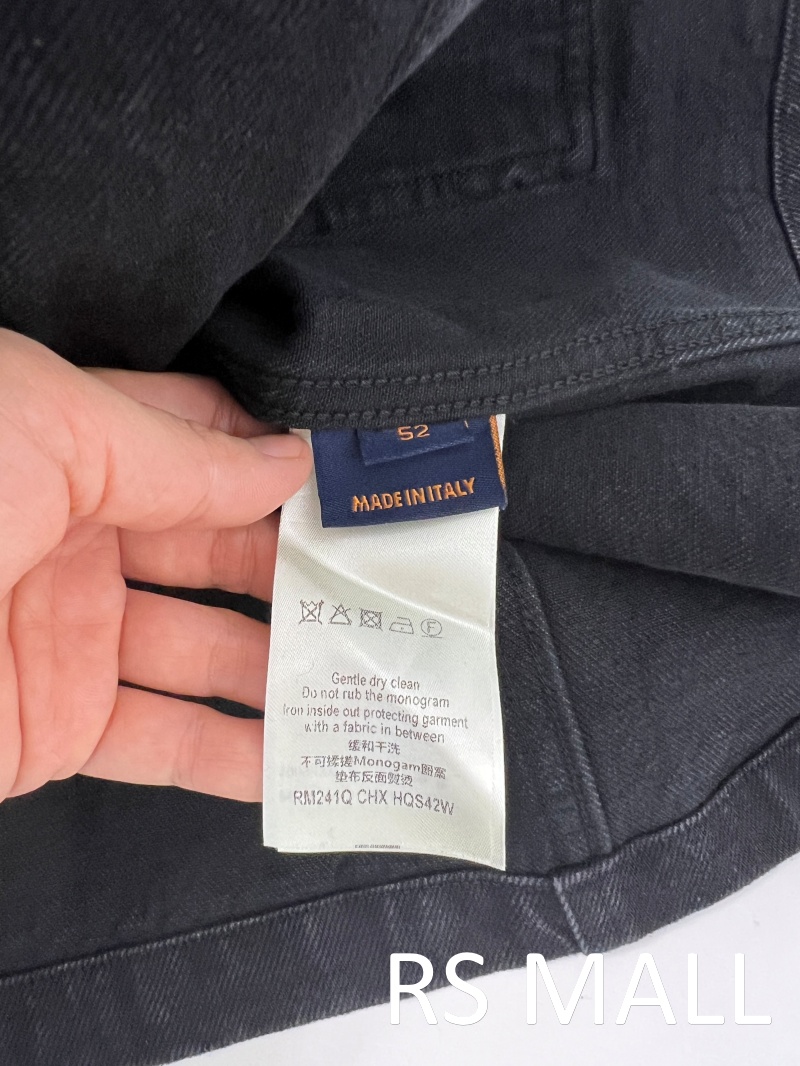 52
MADE IN ITALY
F
Gentle dry clean
Do not rub the monogram
Iron inside out protecting garment
with a fabric in between
缓和干洗
不可揉搓Monogam图案
垫布反面熨烫
RM241Q CHX HQS42W
RS MALL